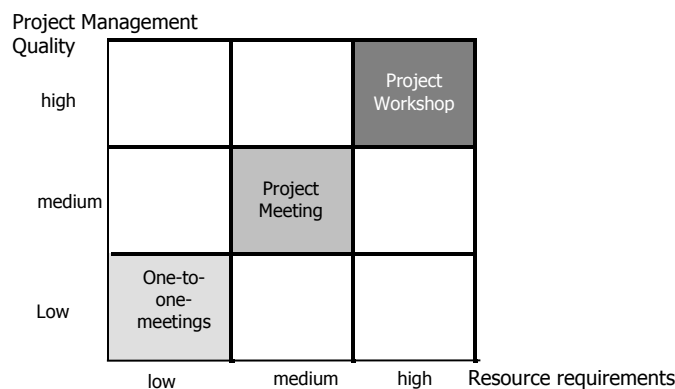 Project Management
Quality
high
Project
Workshop
medium
Project
Meeting
Low
One-to-
one-
meetings
low
medium
high
Resource requirements